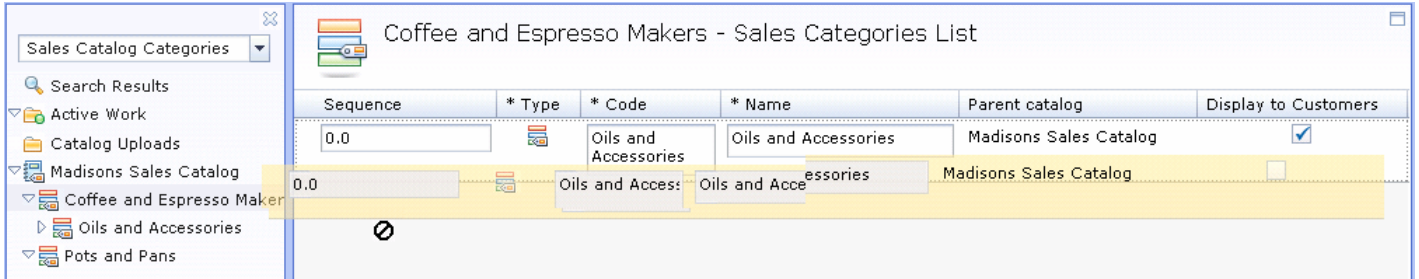 Sales Catalog Categories
Search Results
Active Work
Catalog Uploads
Madisons Sales Catalog
Coffee and Espresso Maker
Oils and Accessories
Pots and Pans
Coffee and Espresso Makers - Sales Categories List
Sequence * Type * Code * Name Parent catalog Display to Customers
0.0 Oils and Accessories Oils and Accessories Madisons Sales Catalog
0.0 Oils and Access Oils and Acce essories Madisons Sales Catalog